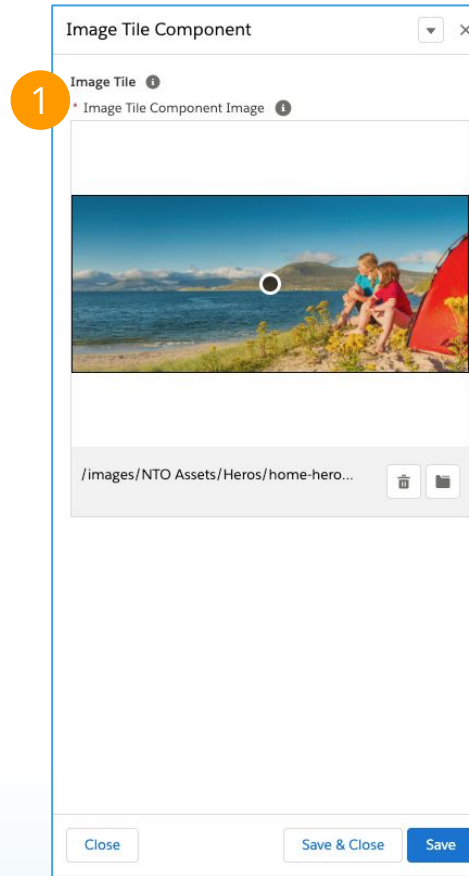 Image Tile Component
Image Tile
1
* Image Tile Component Image
/images/NTO Assets/Heros/home-hero...
Close
Save & Close
Save